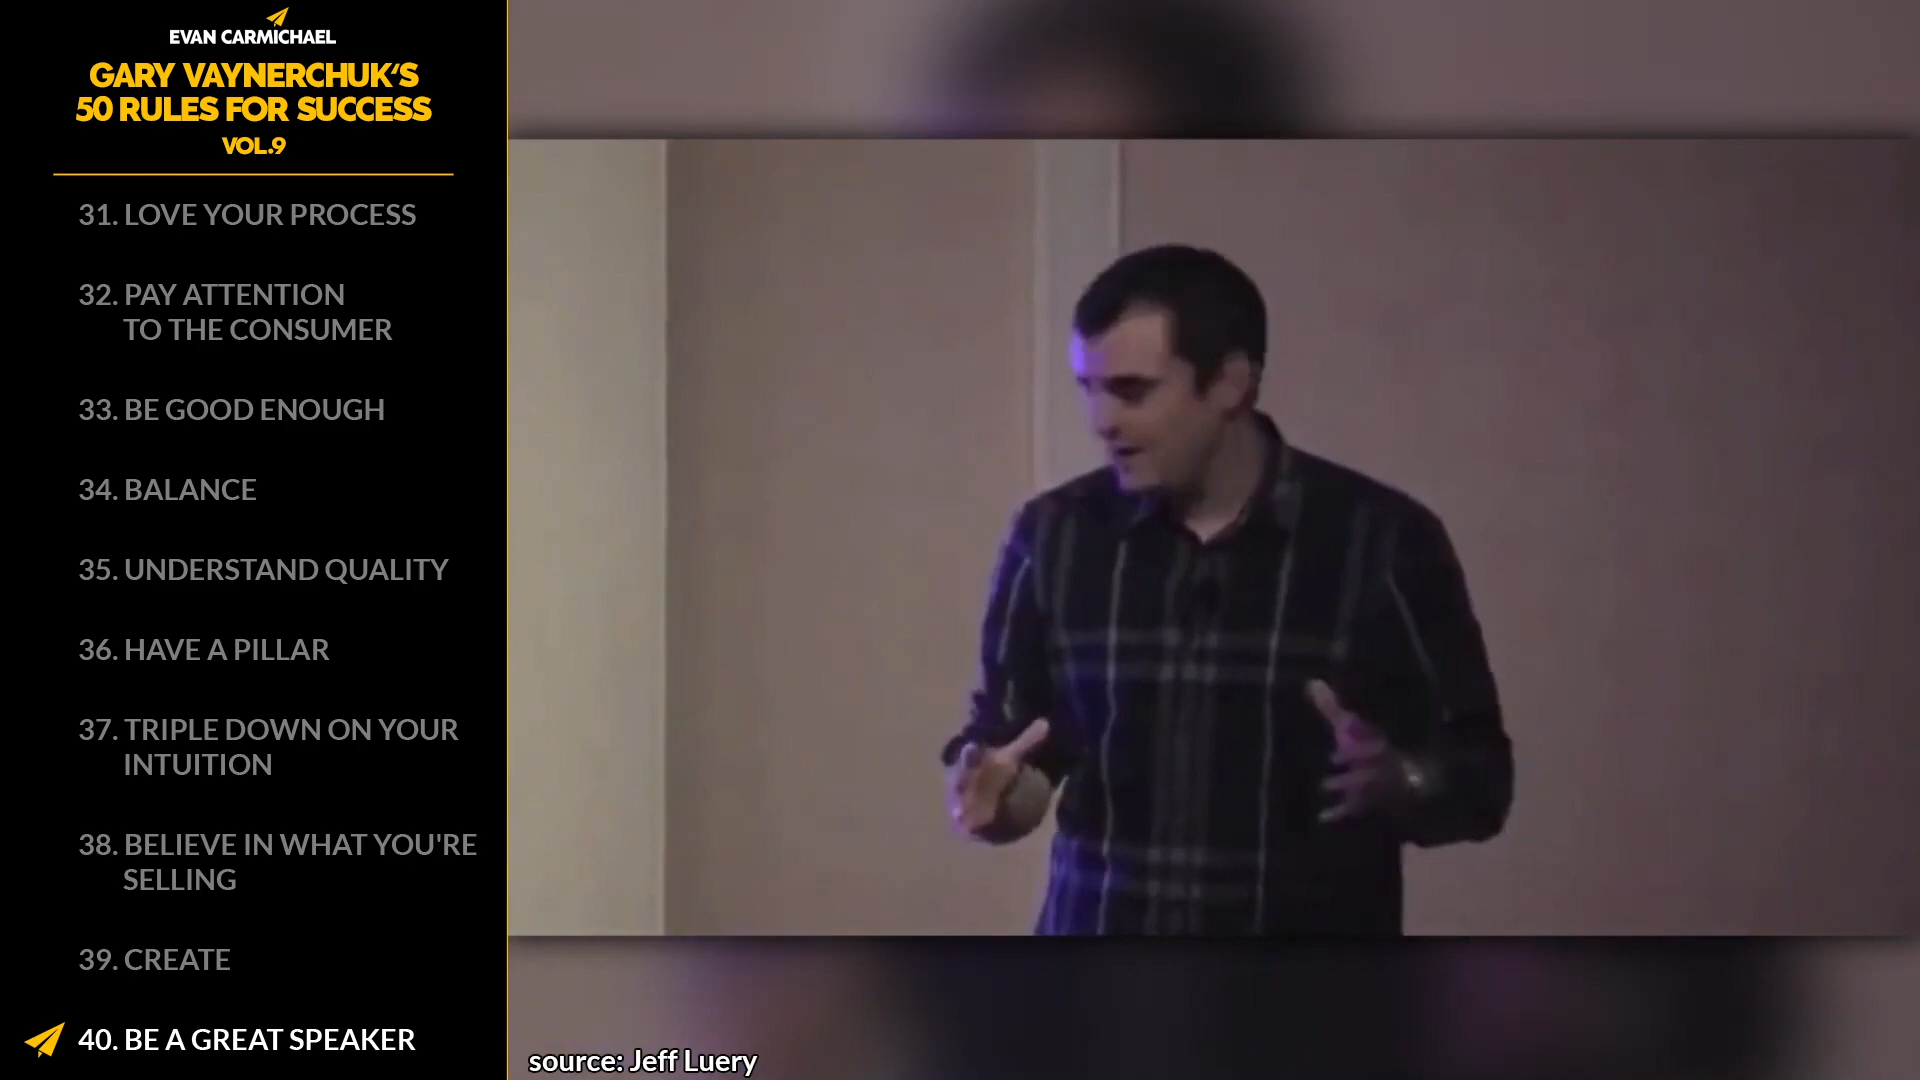 EVAN CARMICHAEL
GARY VAYNERCHUK'S
50 RULES FOR SUCCESS
VOL.9
31. LOVE YOUR PROCESS
32. PAY ATTENTION
TO THE CONSUMER
33. BE GOOD ENOUGH
34. BALANCE
35. UNDERSTAND QUALITY
36. HAVE A PILLAR
37. TRIPLE DOWN ON YOUR
INTUITION
38. BELIEVE IN WHAT YOU'RE
SELLING
39. CREATE
40. BE A GREAT SPEAKER
source: Jeff Luery